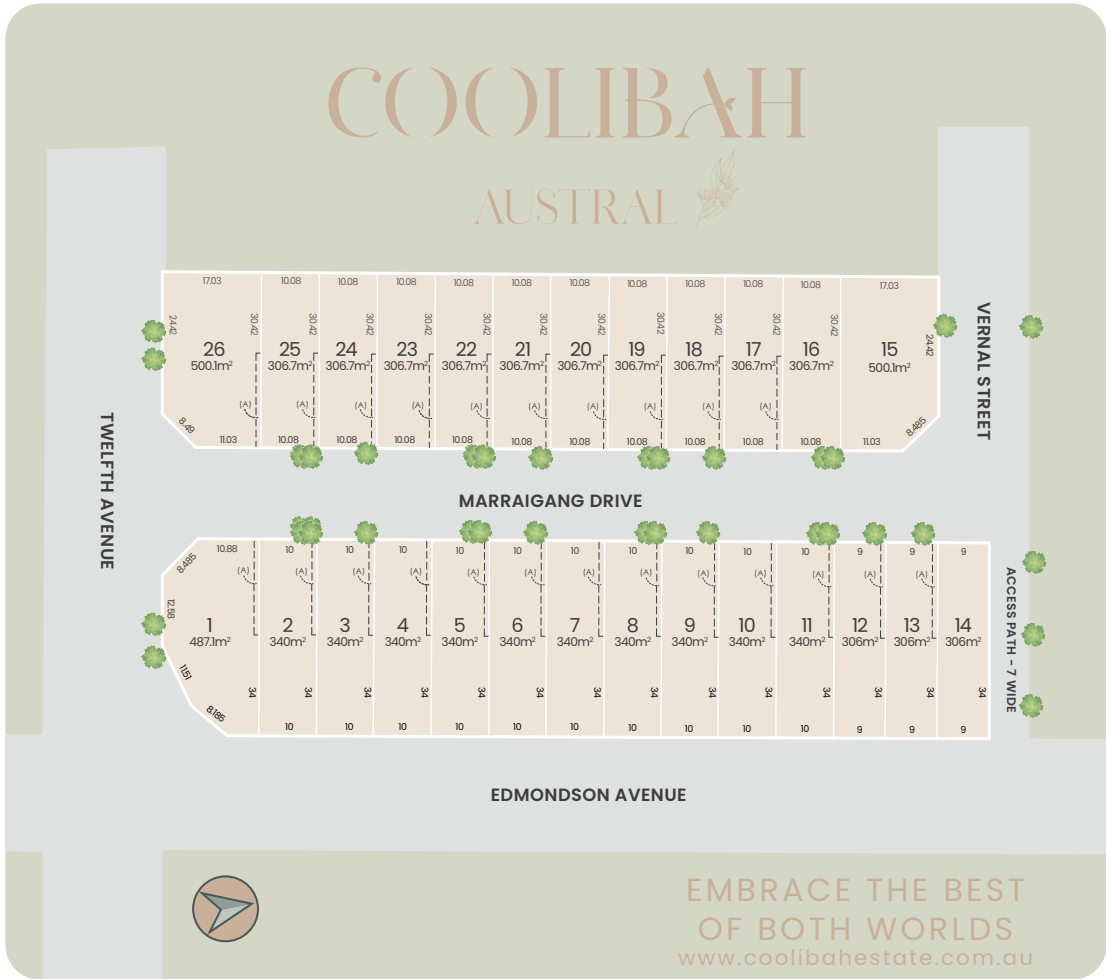 COOLIBAH
AUSTRAL
17.03 10.08 10.08 10.08 10.08 10.08 10.08 10.08 10.08 10.08 10.08 17.03
24.42 30.42 30.42 30.42 30.42 30.42 30.42 30.42 30.42 30.42 30.42 30.42 24.42
26 25 24 23 22 21 20 19 18 17 16 15
500.1m² 306.7m² 306.7m² 306.7m² 306.7m² 306.7m² 306.7m² 306.7m² 306.7m² 306.7m² 306.7m² 500.1m²
(A) (A) (A) (A) (A) (A) (A) (A) (A) (A)
8.49 11.03 10.08 10.08 10.08 10.08 10.08 10.08 10.08 10.08 10.08 10.08 11.03 8.485
VERNAL STREET
TWELFTH AVENUE
MARRAIGANG DRIVE
8.485 10.88 10 10 10 10 10 10 10 10 10 10 9 9 9
(A) (A) (A) (A) (A) (A) (A) (A) (A) (A) (A) (A) (A)
12.58
1 2 3 4 5 6 7 8 9 10 11 12 13 14
487.1m² 340m² 340m² 340m² 340m² 340m² 340m² 340m² 340m² 340m² 340m² 306m² 306m² 306m²
11.51 34 34 34 34 34 34 34 34 34 34 34 34 34 34
8.185 10 10 10 10 10 10 10 10 10 10 9 9 9
ACCESS PATH - 7 WIDE
EDMONDSON AVENUE
EMBRACE THE BEST
OF BOTH WORLDS
www.coolibahestate.com.au